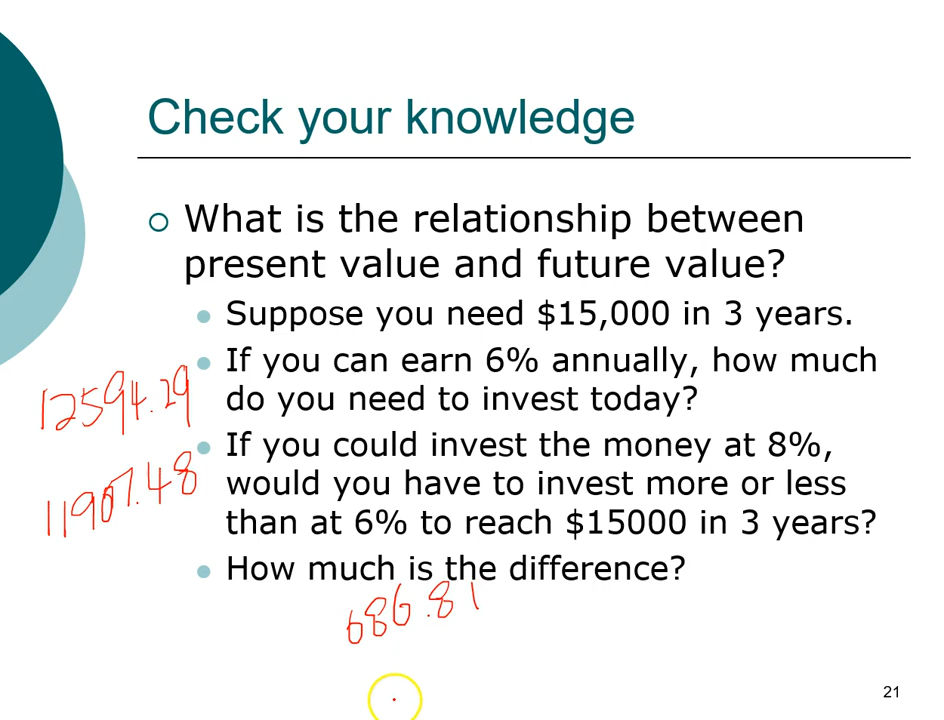 Check your knowledge
What is the relationship between
present value and future value?
Suppose you need $15,000 in 3 years.
If you can earn 6% annually, how much
do you need to invest today?
12594.29
If you could invest the money at 8%,
would you have to invest more or less
than at 6% to reach $15000 in 3 years?
11907.48
How much is the difference?
686.81
21